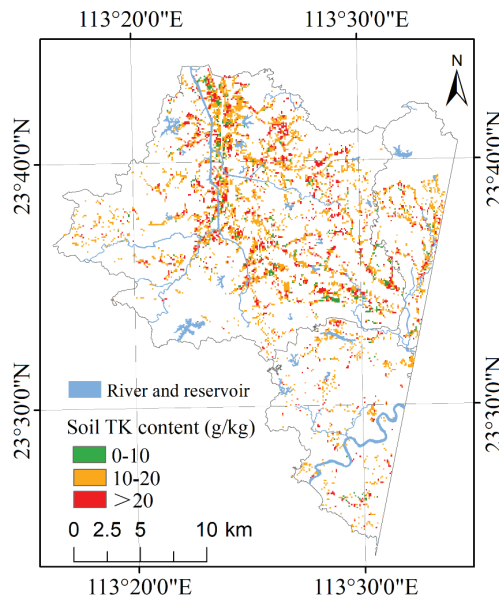 113°20'0"E 113°30'0"E
N
23°40'0"N 23°40'0"N
23°30'0"N 23°30'0"N
River and reservoir
Soil TK content (g/kg)
0-10
10-20
>20
0 2.5 5 10 km
113°20'0"E 113°30'0"E